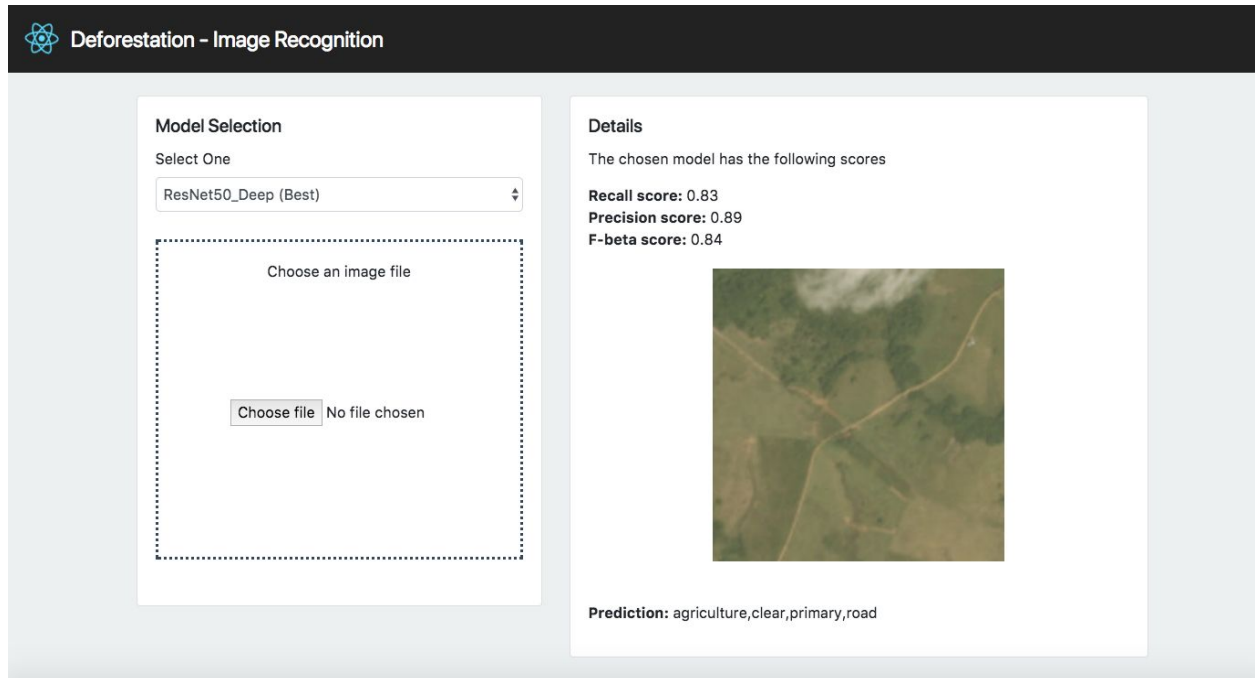 Deforestation - Image Recognition
Model Selection
Select One
ResNet50_Deep (Best)
Choose an image file
Choose file No file chosen
Details
The chosen model has the following scores
Recall score: 0.83
Precision score: 0.89
F-beta score: 0.84
Prediction: agriculture,clear,primary,road